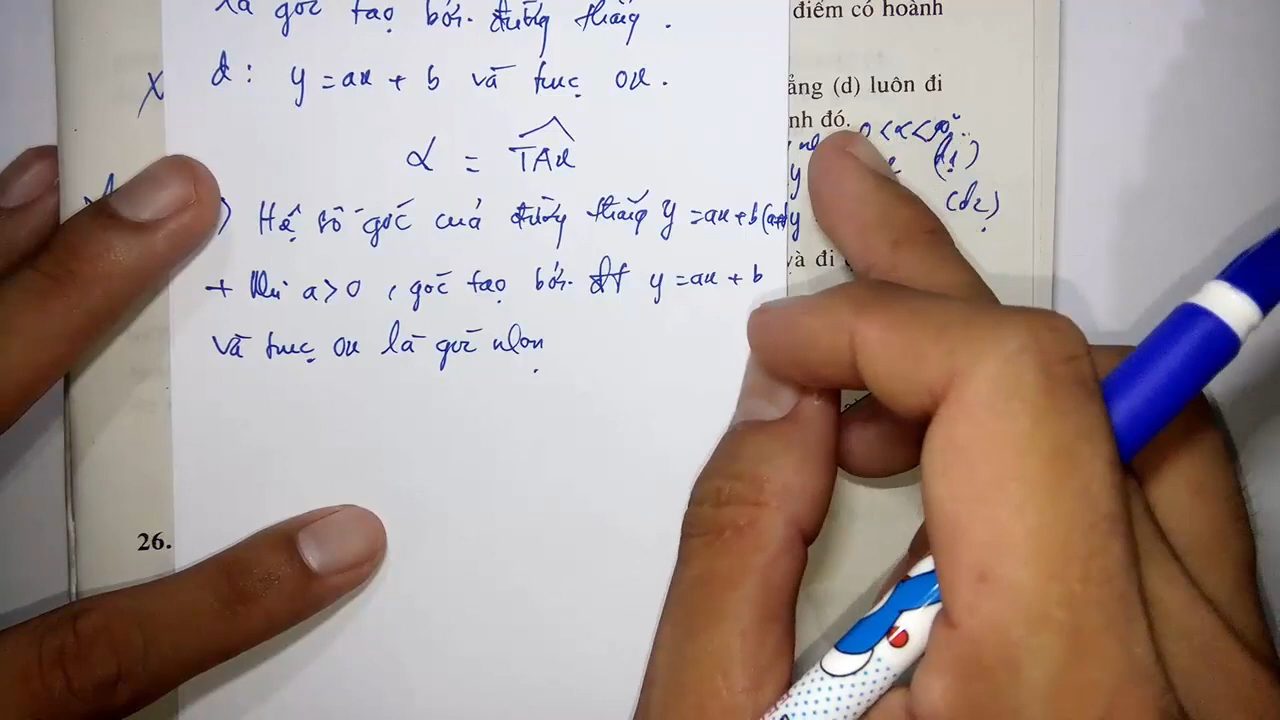 là góc tạo bởi đường thẳng.
d: y = ax + b và trục ox.
α = TAx
Hệ số góc của đường thẳng y = ax + b (a≠0
+ Khi a > 0, góc tạo bởi đt y = ax + b
và trục ox là góc nhọn
điểm có hoành
ẳng (d) luôn đi
nh đó.
0 < α < 90°
y (d1)
y (d2)
và đi
26.